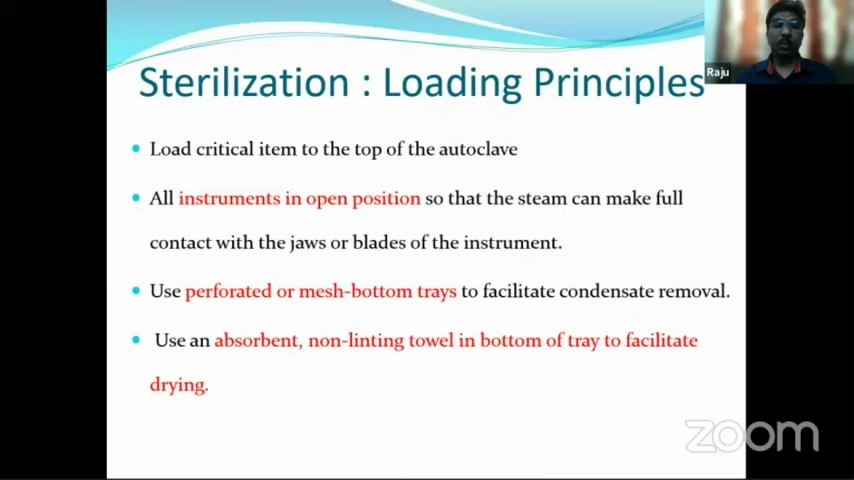 Sterilization : Loading Principles
Raju
Load critical item to the top of the autoclave
All instruments in open position so that the steam can make full
contact with the jaws or blades of the instrument.
Use perforated or mesh-bottom trays to facilitate condensate removal.
Use an absorbent, non-linting towel in bottom of tray to facilitate
drying.
zoom